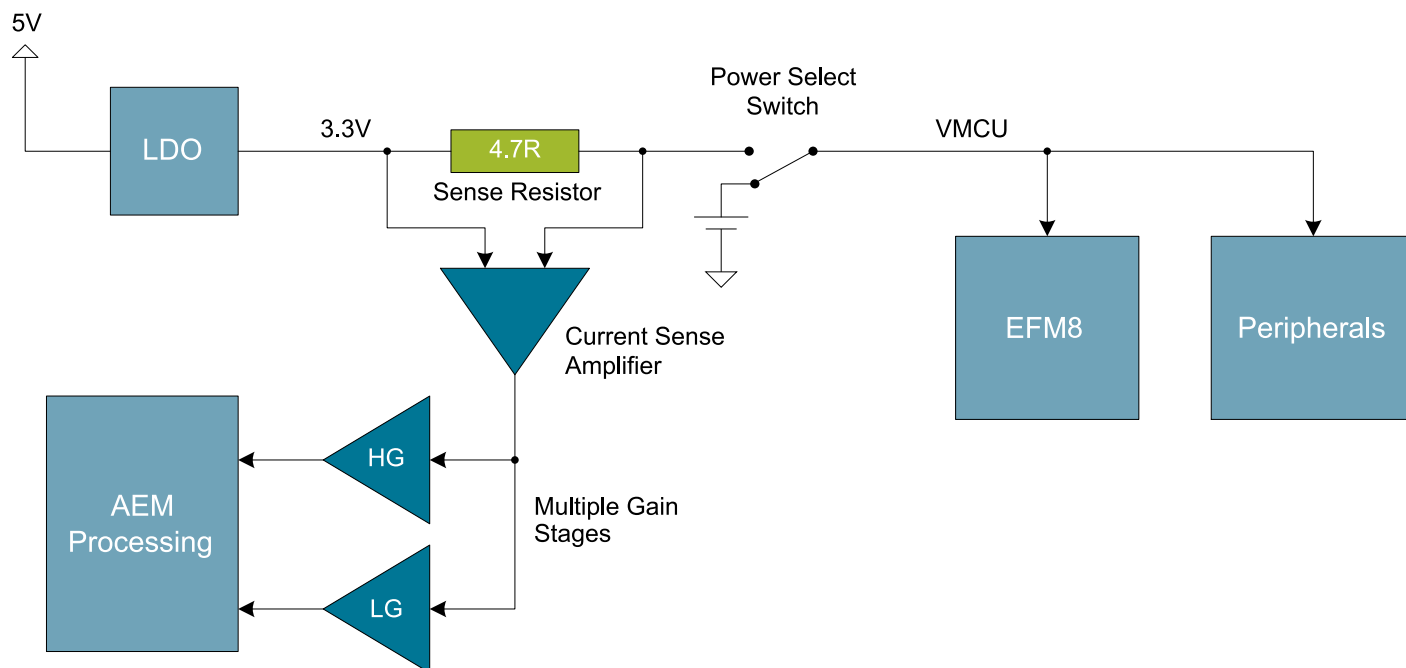 5V
LDO
3.3V
4.7R
Sense Resistor
Power Select
Switch
VMCU
EFM8
Peripherals
Current Sense
Amplifier
HG
Multiple Gain
Stages
LG
AEM
Processing